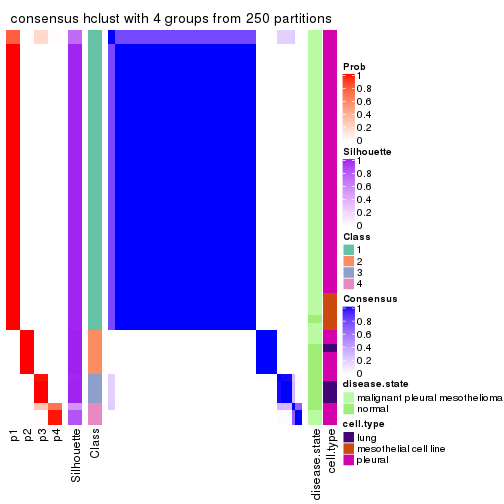 consensus hclust with 4 groups from 250 partitions
Prob
1
0.8
0.6
0.4
0.2
0
Silhouette
1
0.8
0.6
0.4
0.2
0
Class
1
2
3
4
Consensus
1
0.8
0.6
0.4
0.2
0
disease.state
malignant pleural mesothelioma
normal
cell.type
lung
mesothelial cell line
pleural
p1
p2
p3
p4
Silhouette
Class
disease.state
cell.type